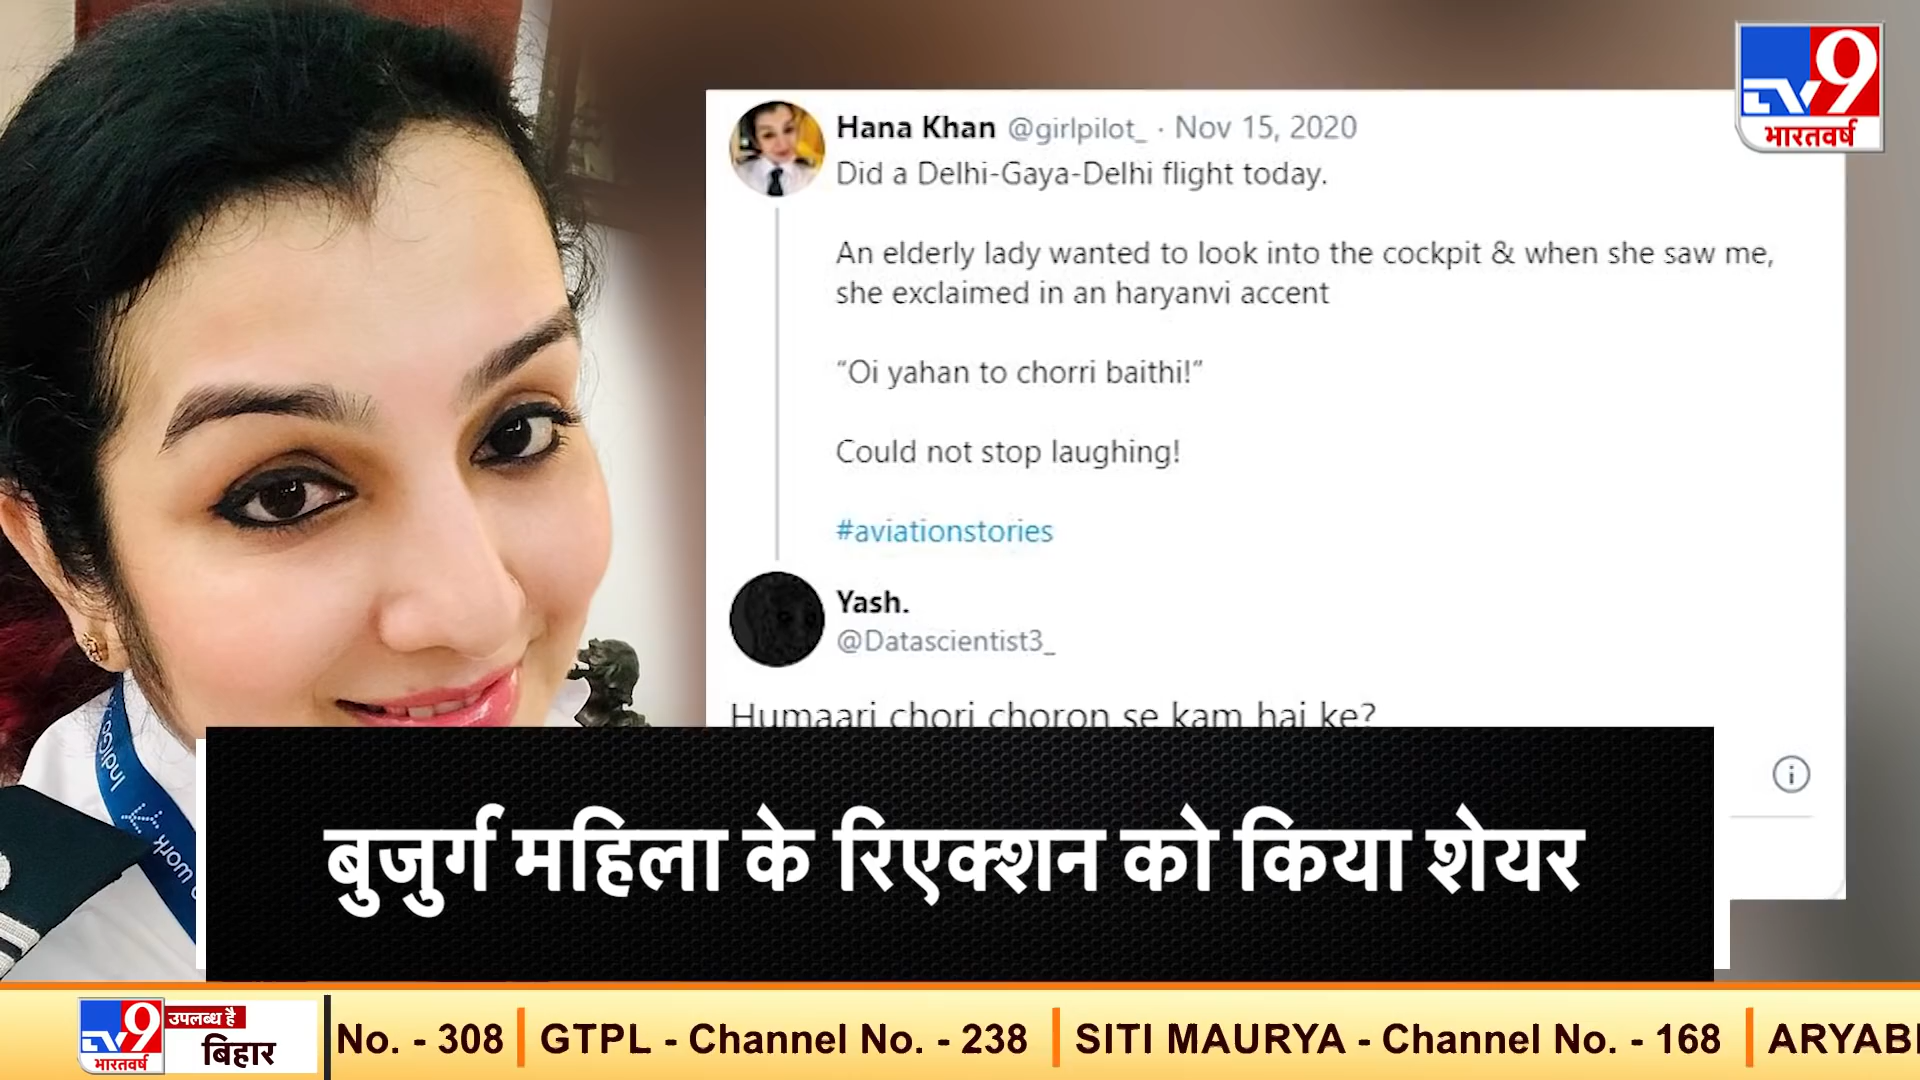 TV9
भारतवर्ष
Hana Khan @girlpilot_ · Nov 15, 2020
Did a Delhi-Gaya-Delhi flight today.
An elderly lady wanted to look into the cockpit & when she saw me,
she exclaimed in an haryanvi accent
“Oi yahan to chorri baithi!”
Could not stop laughing!
#aviationstories
Yash.
@Datascientist3_
Humaari chori choron se kam hai ke?
IndiGo
work
बुजुर्ग महिला के रिएक्शन को किया शेयर
TV9
भारतवर्ष
उपलब्ध है
बिहार
No. - 308 | GTPL - Channel No. - 238 | SITI MAURYA - Channel No. - 168 |